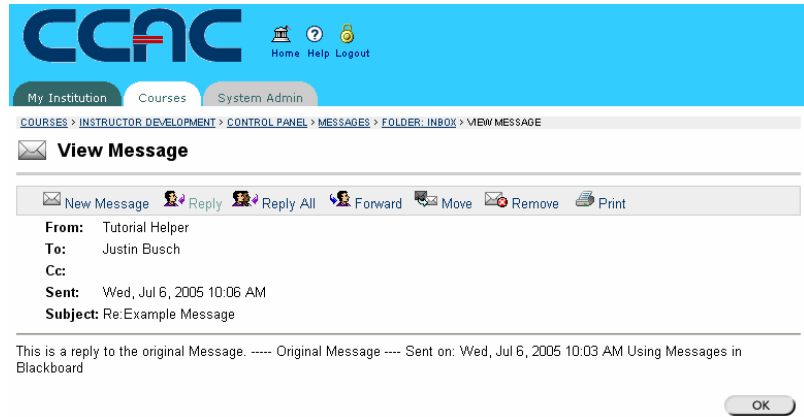 CCAC
Home Help Logout
My Institution Courses System Admin
COURSES > INSTRUCTOR DEVELOPMENT > CONTROL PANEL > MESSAGES > FOLDER: INBOX > VIEW MESSAGE
View Message
New Message Reply Reply All Forward Move Remove Print
From: Tutorial Helper
To: Justin Busch
Cc:
Sent: Wed, Jul 6, 2005 10:06 AM
Subject: Re:Example Message
This is a reply to the original Message. ----- Original Message ---- Sent on: Wed, Jul 6, 2005 10:03 AM Using Messages in
Blackboard
OK